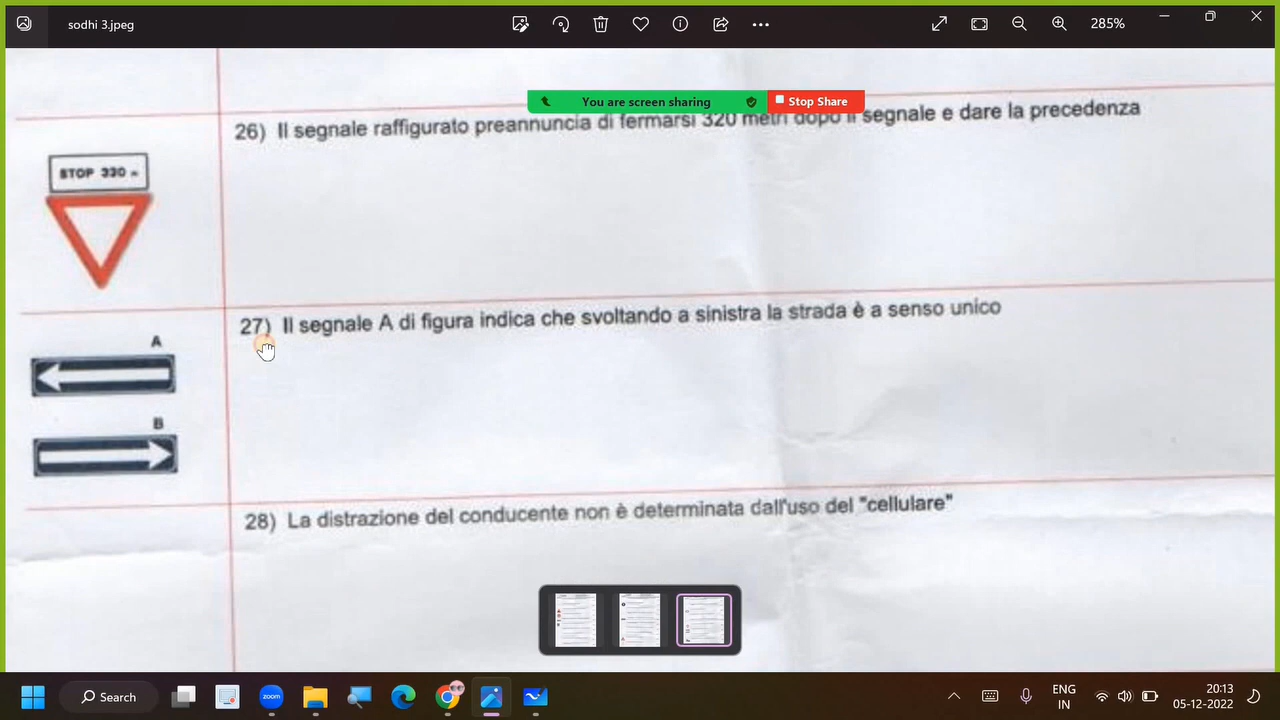 sodhi 3.jpeg
285%
You are screen sharing
Stop Share
26) Il segnale raffigurato preannuncia di fermarsi 320 metri dopo il segnale e dare la precedenza
STOP 330 m
27) Il segnale A di figura indica che svoltando a sinistra la strada è a senso unico
A
B
28) La distrazione del conducente non è determinata dall'uso del "cellulare"
Search
zoom
ENG
IN
20:13
05-12-2022